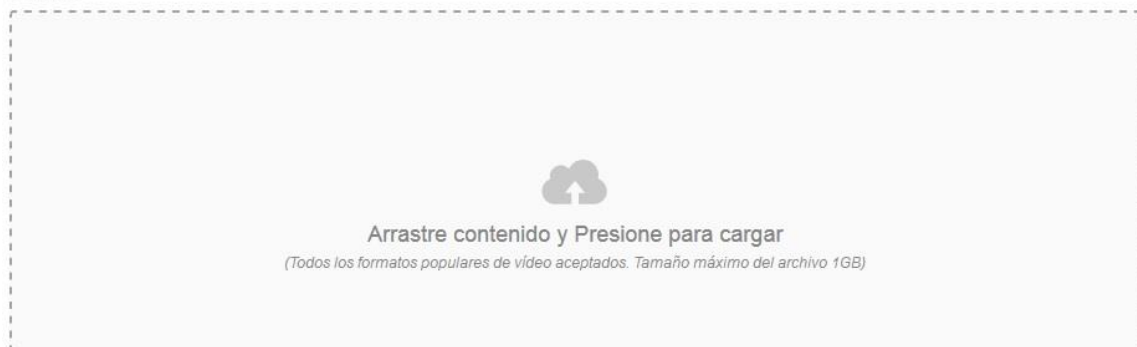 Arrastre contenido y Presione para cargar
(Todos los formatos populares de vídeo aceptados. Tamaño máximo del archivo 1GB)